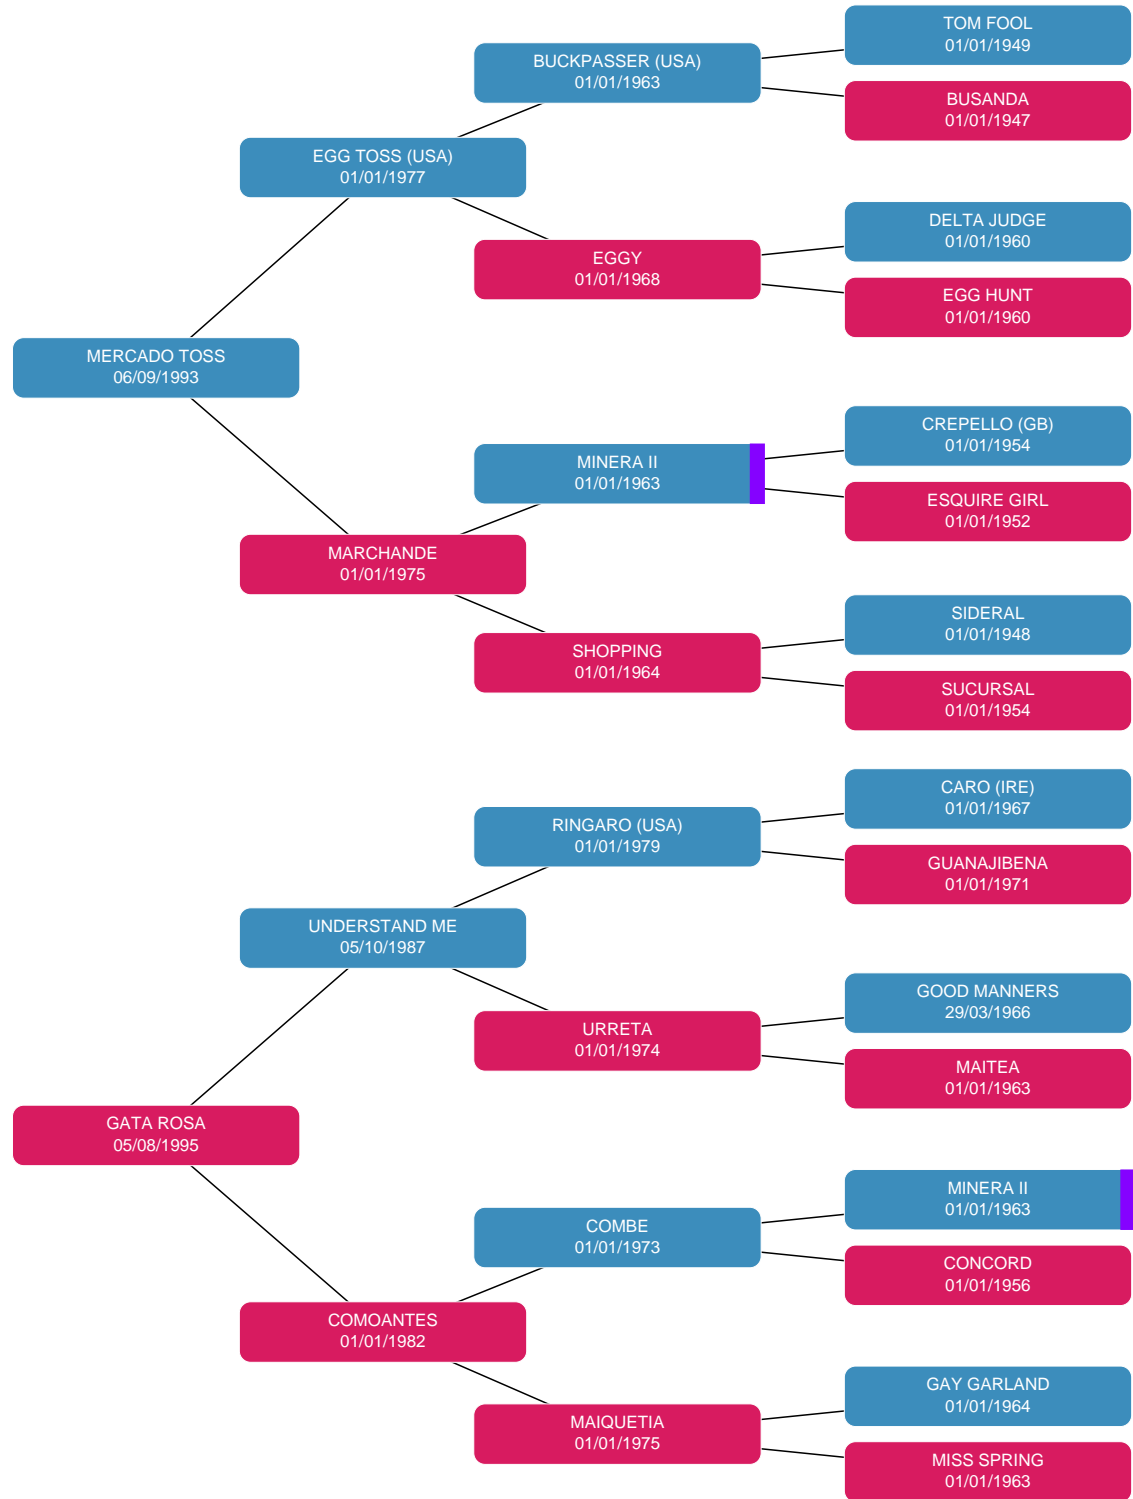 TOM FOOL
01/01/1949
BUCKPASSER (USA)
01/01/1963
BUSANDA
01/01/1947
EGG TOSS (USA)
01/01/1977
DELTA JUDGE
01/01/1960
EGGY
01/01/1968
EGG HUNT
01/01/1960
MERCADO TOSS
06/09/1993
CREPELLO (GB)
01/01/1954
MINERA II
01/01/1963
ESQUIRE GIRL
01/01/1952
MARCHANDE
01/01/1975
SIDERAL
01/01/1948
SHOPPING
01/01/1964
SUCURSAL
01/01/1954
CARO (IRE)
01/01/1967
RINGARO (USA)
01/01/1979
GUANAJIBENA
01/01/1971
UNDERSTAND ME
05/10/1987
GOOD MANNERS
29/03/1966
URRETA
01/01/1974
MAITEA
01/01/1963
GATA ROSA
05/08/1995
MINERA II
01/01/1963
COMBE
01/01/1973
CONCORD
01/01/1956
COMOANTES
01/01/1982
GAY GARLAND
01/01/1964
MAIQUETIA
01/01/1975
MISS SPRING
01/01/1963